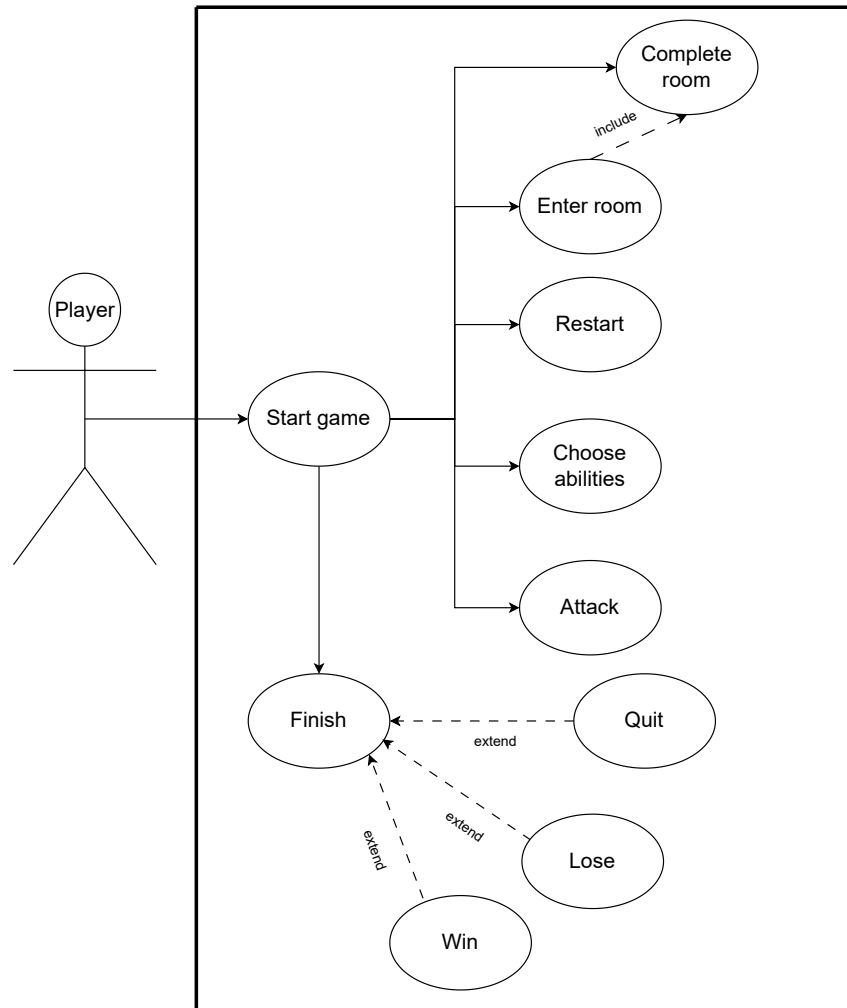 Complete
room
include
Enter room
Player
Restart
Start game
Choose
abilities
Attack
Finish
Quit
extend
extend
extend
Lose
Win